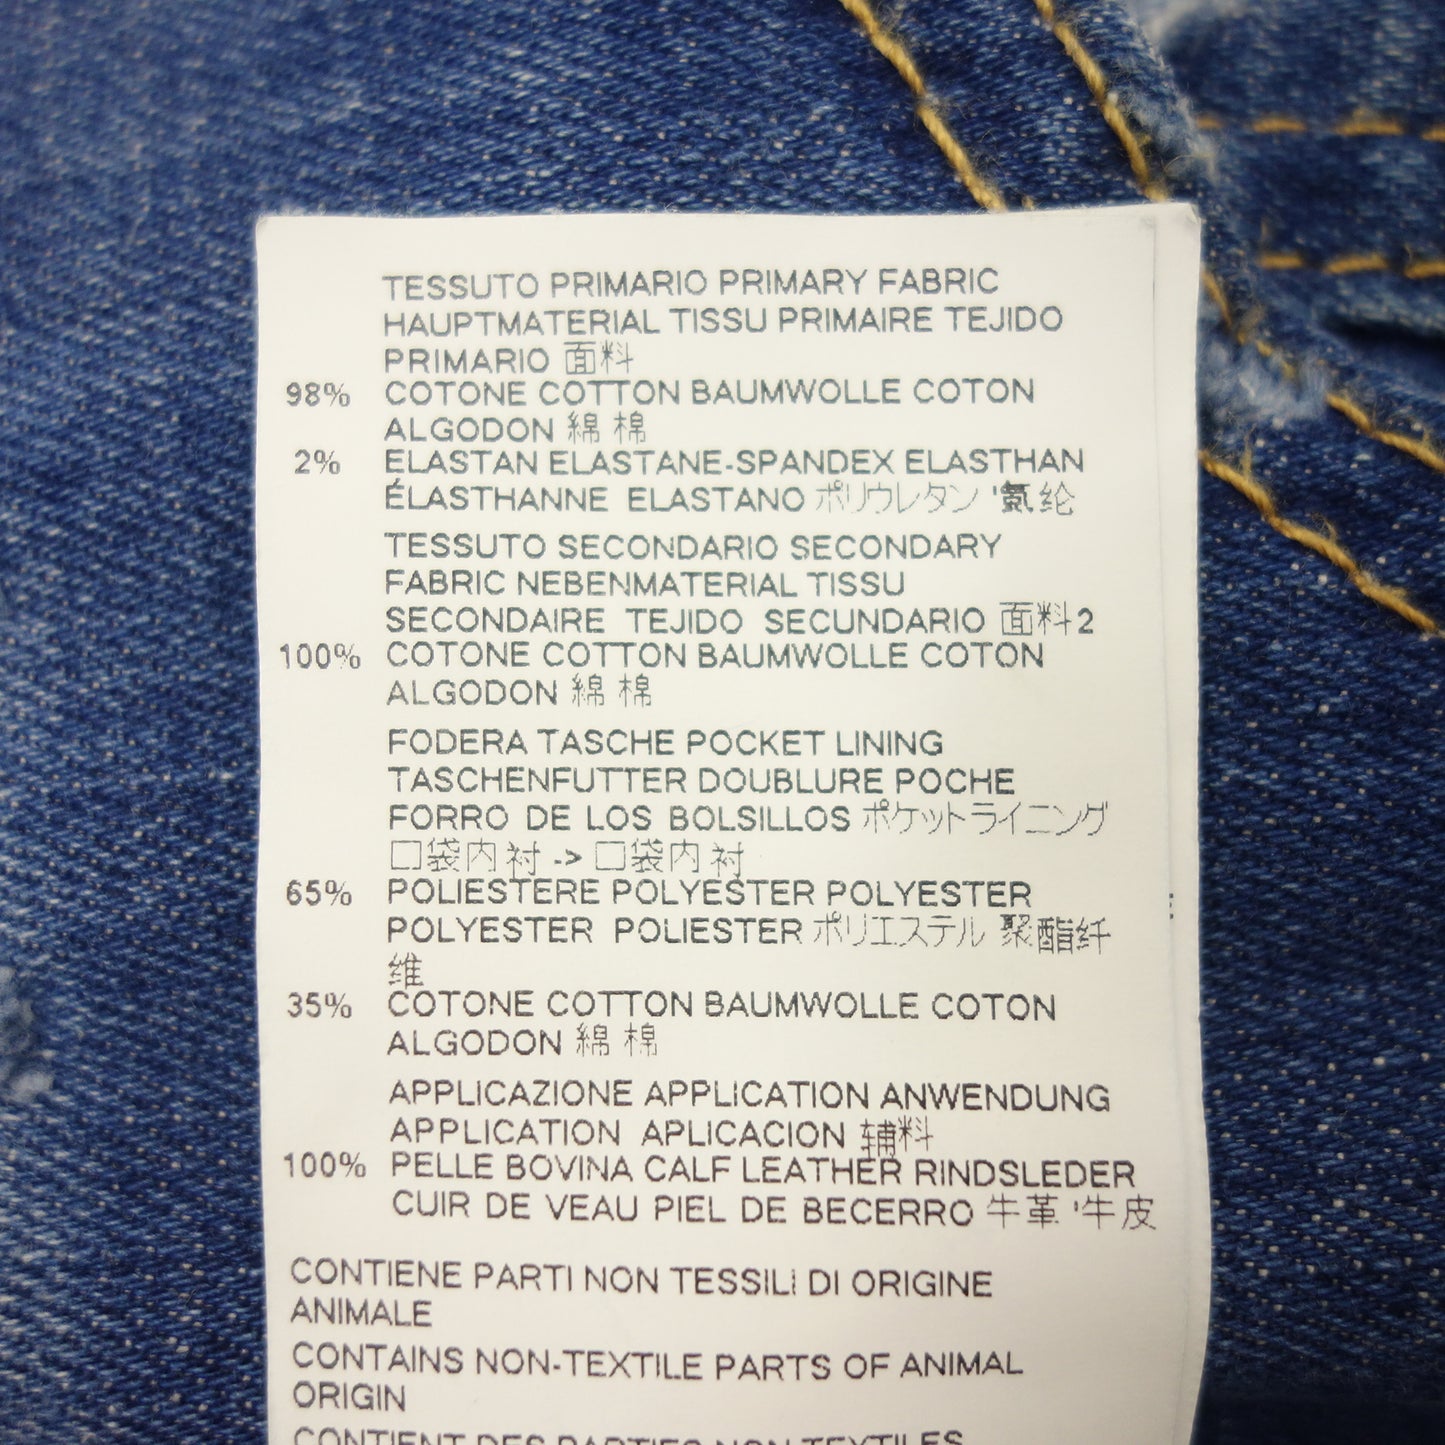 TESSUTO PRIMARIO PRIMARY FABRIC
HAUPTMATERIAL TISSU PRIMAIRE TEJIDO
PRIMARIO 面料
98% COTONE COTTON BAUMWOLLE COTON
ALGODON 綿 棉
2% ELASTAN ELASTANE-SPANDEX ELASTHAN
ÉLASTHANNE ELASTANO ポリウレタン '氨纶
TESSUTO SECONDARIO SECONDARY
FABRIC NEBENMATERIAL TISSU
SECONDAIRE TEJIDO SECUNDARIO 面料2
100% COTONE COTTON BAUMWOLLE COTON
ALGODON 綿 棉
FODERA TASCHE POCKET LINING
TASCHENFUTTER DOUBLURE POCHE
FORRO DE LOS BOLSILLOS ポケットライニング
口袋内衬 -> 口袋内衬
65% POLIESTERE POLYESTER POLYESTER
POLYESTER POLIESTER ポリエステル 聚酯纤
维
35% COTONE COTTON BAUMWOLLE COTON
ALGODON 綿 棉
APPLICAZIONE APPLICATION ANWENDUNG
APPLICATION APLICACION 辅料
100% PELLE BOVINA CALF LEATHER RINDSLEDER
CUIR DE VEAU PIEL DE BECERRO 牛革 '牛皮
CONTIENE PARTI NON TESSILI DI ORIGINE
ANIMALE
CONTAINS NON-TEXTILE PARTS OF ANIMAL
ORIGIN
CONTIENT DES PARTIES NON TEXTILES